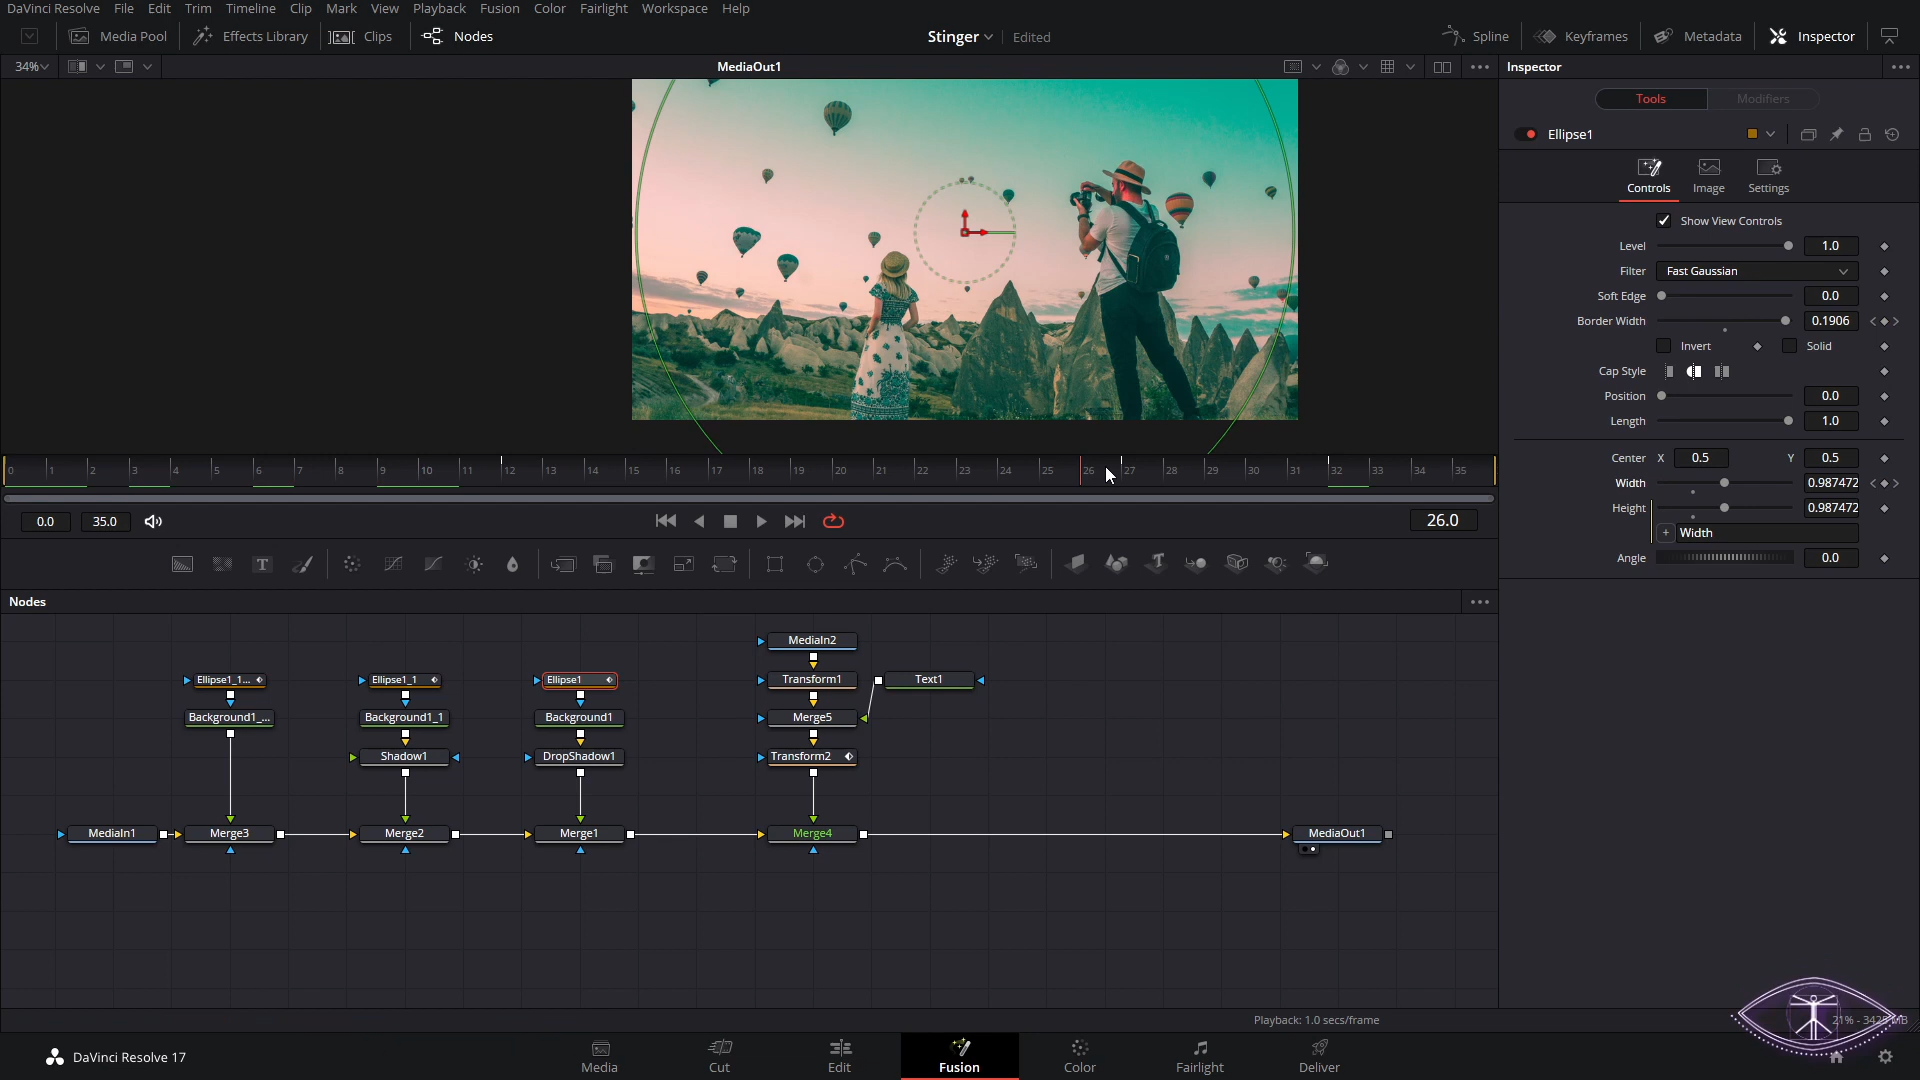 DaVinci Resolve File Edit Trim Timeline Clip Mark View Playback Fusion Color Fairlight Workspace Help
Media Pool Effects Library Clips Nodes Stinger Edited Spline Keyframes Metadata Inspector
34% MediaOut1 Inspector
Tools Modifiers
Ellipse1
Controls Image Settings
Show View Controls
Level 1.0
Filter Fast Gaussian
Soft Edge 0.0
Border Width 0.1906
Invert Solid
Cap Style
Position 0.0
Length 1.0
Center X 0.5 Y 0.5
Width 0.987472
Height 0.987472
+ Width
Angle 0.0
0 1 2 3 4 5 6 7 8 9 10 11 12 13 14 15 16 17 18 19 20 21 22 23 24 25 26 27 28 29 30 31 32 33 34 35
0.0 35.0 26.0
Nodes
MediaIn2
Ellipse1_1... Ellipse1_1 Ellipse1 Transform1 Text1
Background1_... Background1_1 Background1 Merge5
Shadow1 DropShadow1 Transform2
MediaIn1 Merge3 Merge2 Merge1 Merge4 MediaOut1
Playback: 1.0 secs/frame
DaVinci Resolve 17 Media Cut Edit Fusion Color Fairlight Deliver